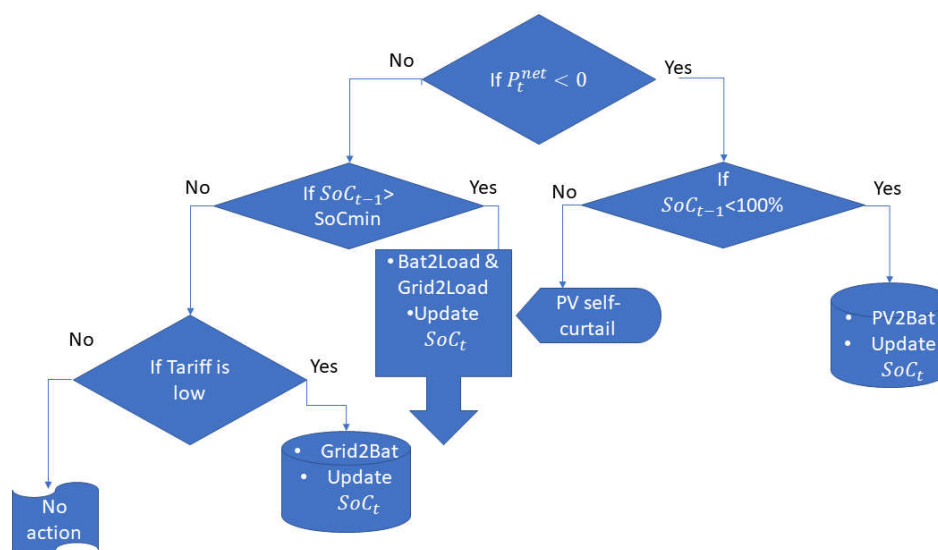 No
If P_t^{net} < 0
Yes
No
If SoC_{t−1}>
SoCmin
Yes
No
If
SoC_{t−1}<100%
Yes
•Bat2Load &
Grid2Load
•Update
SoC_t
PV self-
curtail
• PV2Bat
• Update
SoC_t
No
If Tariff is
low
Yes
• Grid2Bat
• Update
SoC_t
No
action